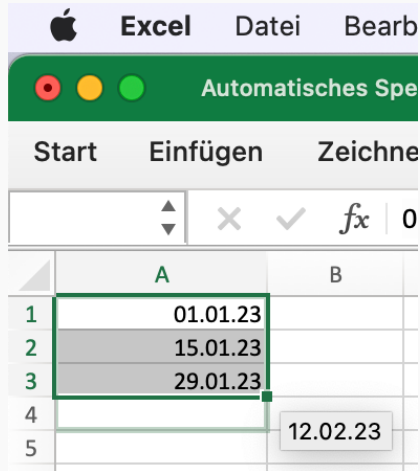 Excel Datei Bearb
Automatisches Spe
Start Einfügen Zeichne
fx 0
A B
1 01.01.23
2 15.01.23
3 29.01.23
4
12.02.23
5